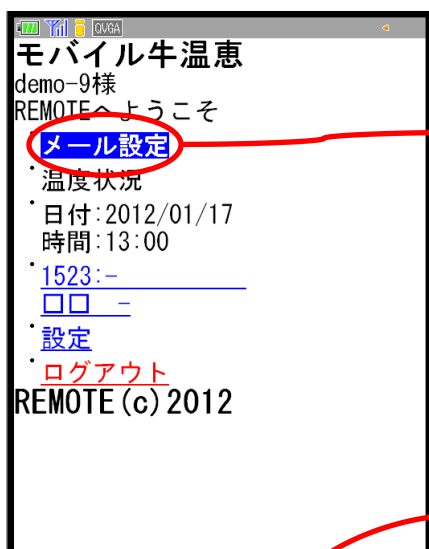 QVGA
モバイル牛温恵
demo-9様
REMOTEへようこそ
メール設定
温度状況
日付:2012/01/17
時間:13:00
1523:-
□□ -
設定
ログアウト
REMOTE(c)2012